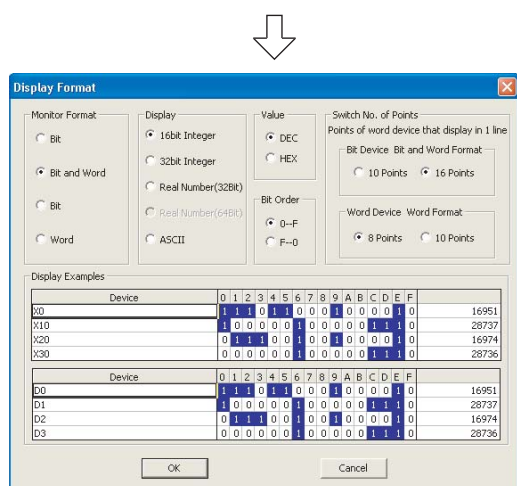 Display Format
Monitor Format
Bit
Bit and Word
Bit
Word
Display
16bit Integer
32bit Integer
Real Number(32Bit)
Real Number(64Bit)
ASCII
Value
DEC
HEX
Bit Order
0--F
F--0
Switch No. of Points
Points of word device that display in 1 line
Bit Device Bit and Word Format
10 Points 16 Points
Word Device Word Format
8 Points 10 Points
Display Examples
Device 0 1 2 3 4 5 6 7 8 9 A B C D E F
X0 1 1 1 0 1 1 0 0 0 1 0 0 0 0 1 0 16951
X10 1 0 0 0 0 0 1 0 0 0 0 0 1 1 1 0 28737
X20 0 1 1 1 0 0 1 0 0 1 0 0 0 0 1 0 16974
X30 0 0 0 0 0 0 1 0 0 0 0 0 1 1 1 0 28736
Device 0 1 2 3 4 5 6 7 8 9 A B C D E F
D0 1 1 1 0 1 1 0 0 0 1 0 0 0 0 1 0 16951
D1 1 0 0 0 0 0 1 0 0 0 0 0 1 1 1 0 28737
D2 0 1 1 1 0 0 1 0 0 1 0 0 0 0 1 0 16974
D3 0 0 0 0 0 0 1 0 0 0 0 0 1 1 1 0 28736
OK Cancel